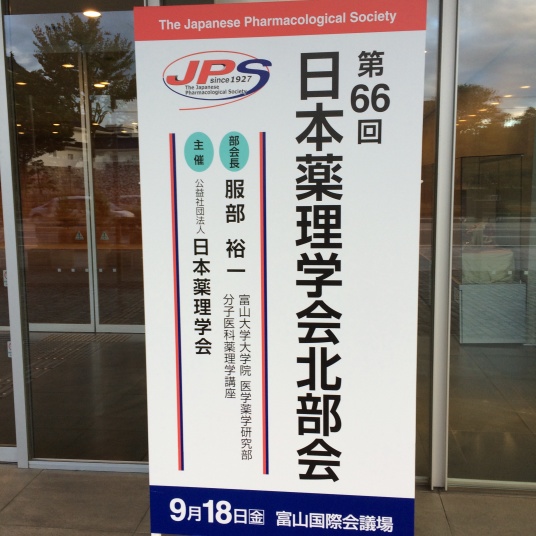 The Japanese Pharmacological Society
JPS
since1927
The Japanese
Pharmacological Society
第66回
日本薬理学会北部会
部会長
服部 裕一
富山大学大学院 医学薬学研究部
分子医科薬理学講座
主催
公益社団法人
日本薬理学会
9月18日金 富山国際会議場